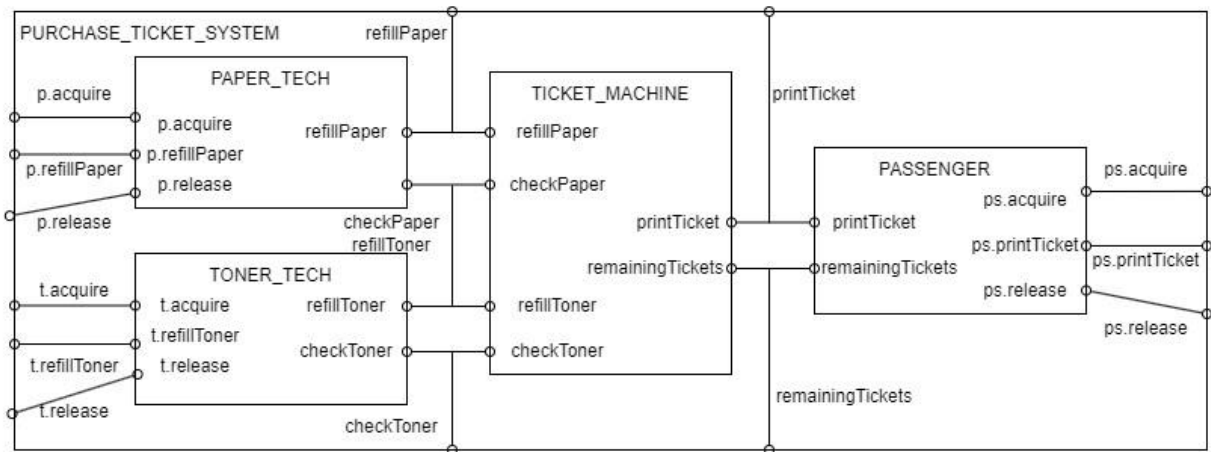 PURCHASE_TICKET_SYSTEM
refillPaper
PAPER_TECH
p.acquire
p.acquire
refillPaper
p.refillPaper
p.refillPaper
p.release
p.release
checkPaper
refillToner
TICKET_MACHINE
refillPaper
checkPaper
printTicket
remainingTickets
refillToner
checkToner
printTicket
PASSENGER
ps.acquire
ps.acquire
printTicket
ps.printTicket
ps.printTicket
remainingTickets
ps.release
ps.release
TONER_TECH
t.acquire
t.acquire
refillToner
t.refillToner
t.refillToner
checkToner
t.release
t.release
checkToner
remainingTickets